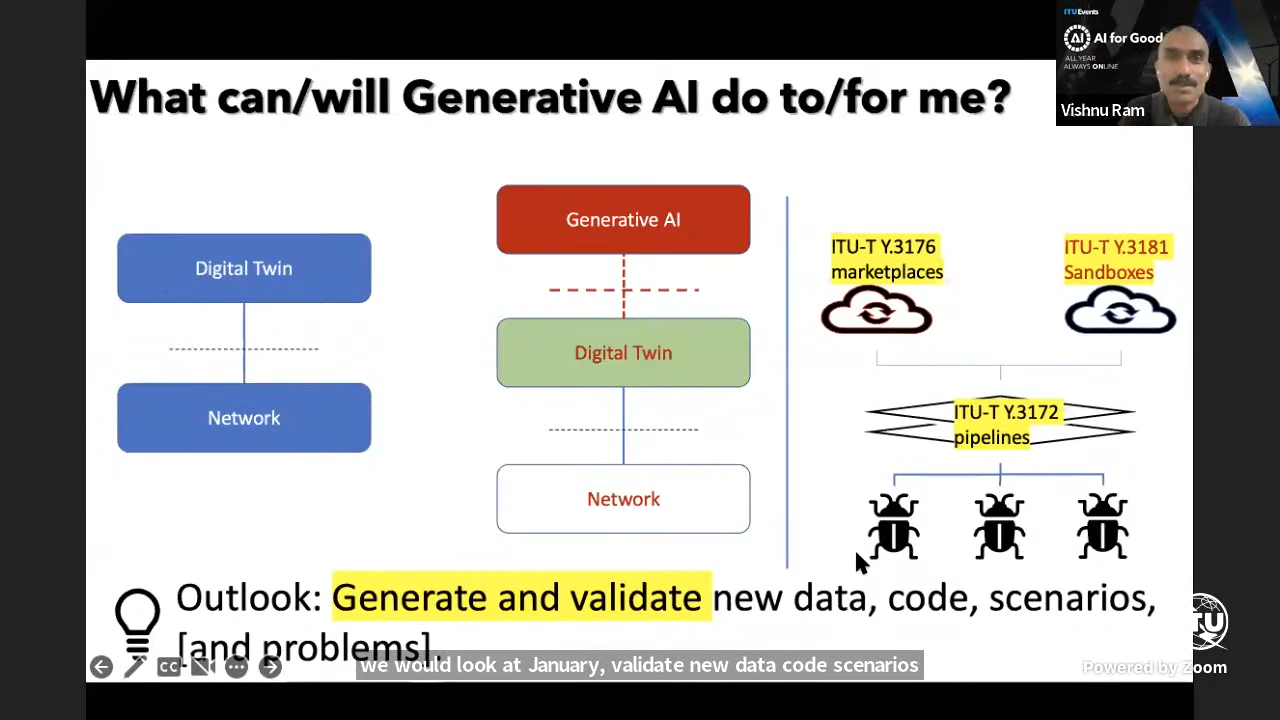 What can/will Generative AI do to/for me?
ITUEvents
AI for Good
ALL YEAR
ALWAYS ONLINE
Vishnu Ram
Digital Twin
Network
Generative AI
Digital Twin
Network
ITU-T Y.3176
marketplaces
ITU-T Y.3181
Sandboxes
ITU-T Y.3172
pipelines
Outlook: Generate and validate new data, code, scenarios,
[and problems].
CC
we would look at January, validate new data code scenarios
ITU
Powered by Zoom